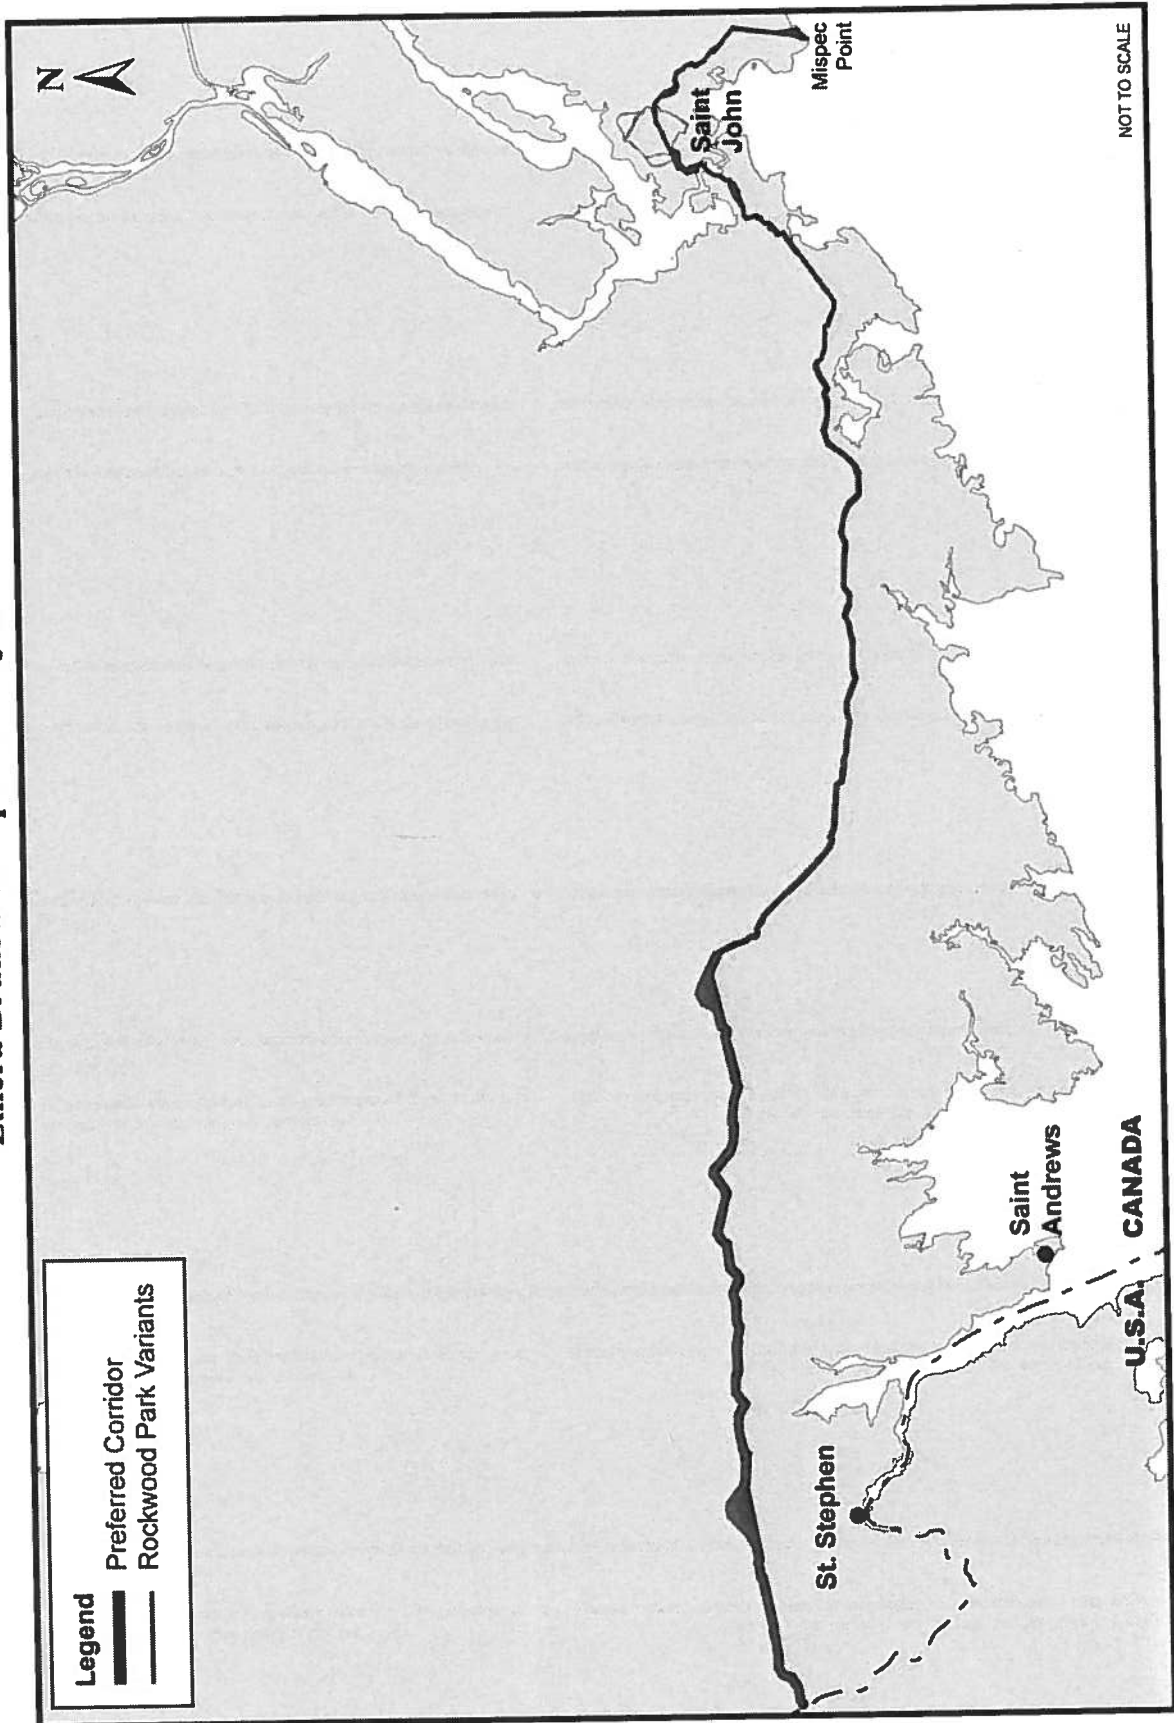 N
Legend
Preferred Corridor
Rockwood Park Variants
Saint
John
Mispec
Point
St. Stephen
Saint
Andrews
U.S.A. CANADA
NOT TO SCALE